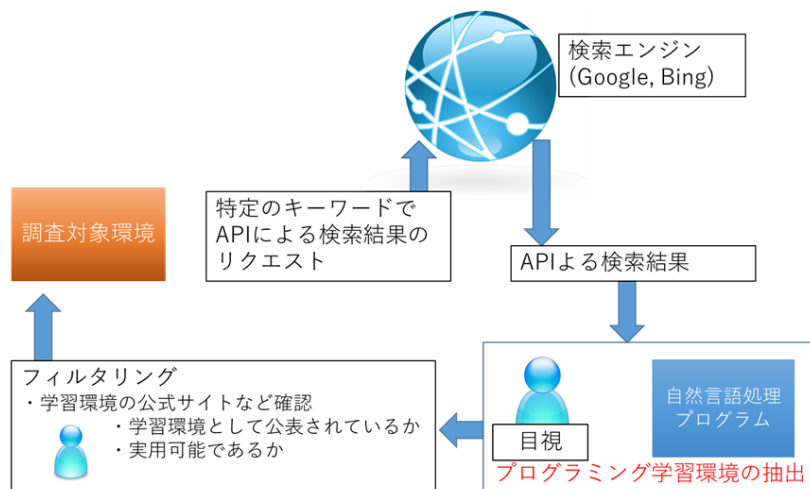 検索エンジン
(Google, Bing)
特定のキーワードで
APIによる検索結果の
リクエスト
APIよる検索結果
自然言語処理
プログラム
目視
プログラミング学習環境の抽出
フィルタリング
・学習環境の公式サイトなど確認
・学習環境として公表されているか
・実用可能であるか
調査対象環境